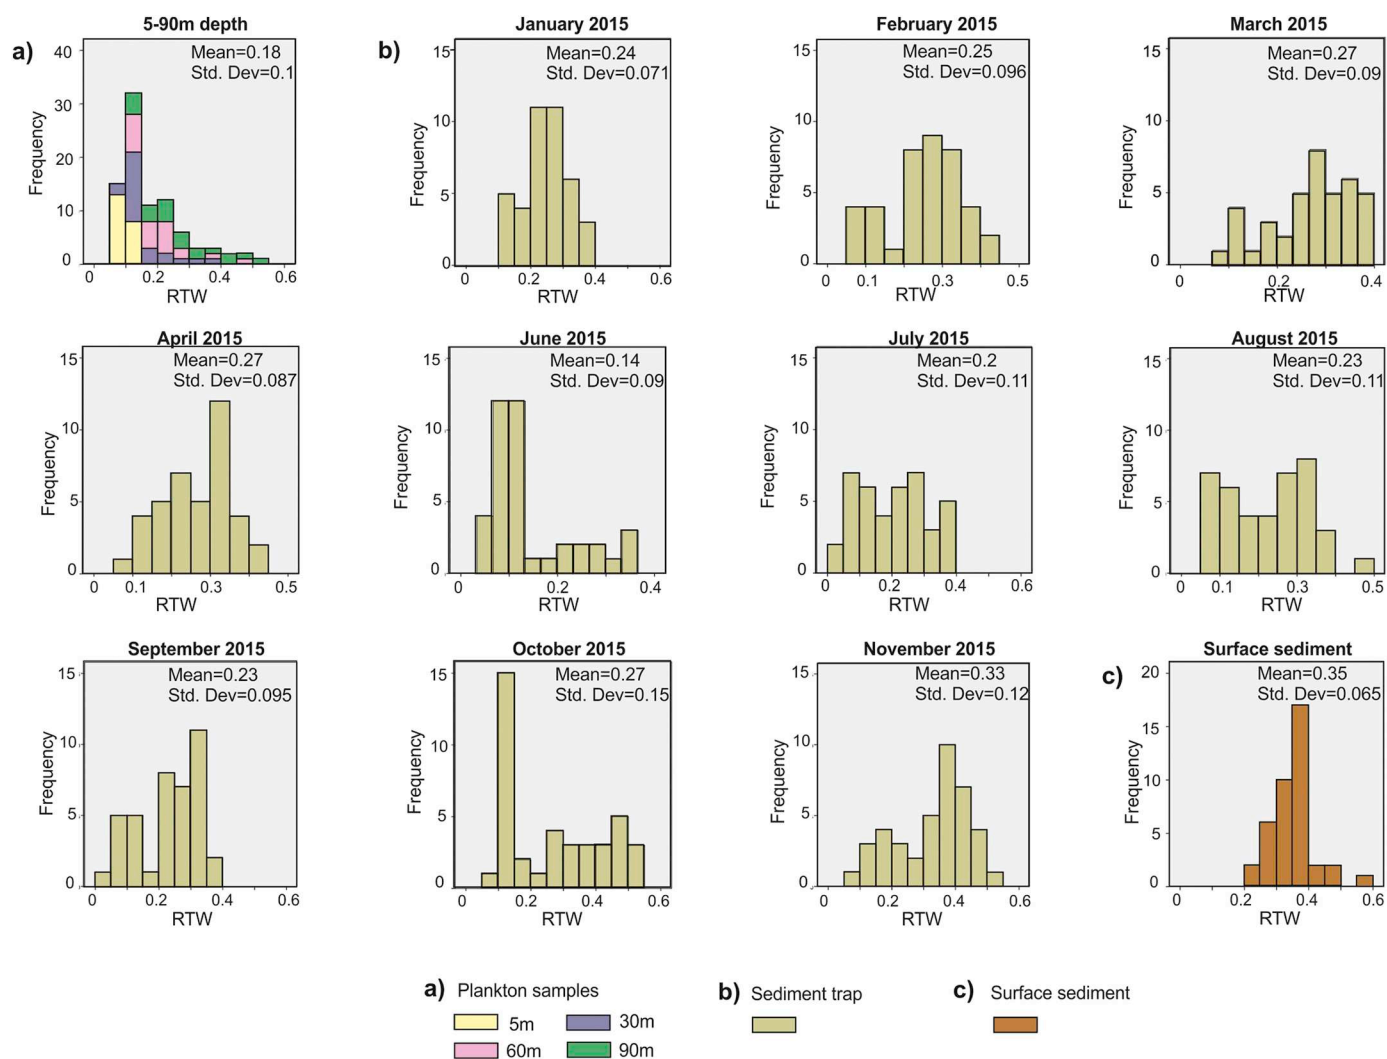 a)
5-90m depth
Mean=0.18
Std. Dev=0.1
Frequency
40
30
20
10
0
0 0.2 0.4 0.6
RTW
b)
January 2015
Mean=0.24
Std. Dev=0.071
Frequency
15
10
5
0
0 0.2 0.4 0.6
RTW
February 2015
Mean=0.25
Std. Dev=0.096
Frequency
15
10
5
0
0 0.1 0.3 0.5
RTW
March 2015
Mean=0.27
Std. Dev=0.09
Frequency
15
10
5
0
0 0.2 0.4
RTW
April 2015
Mean=0.27
Std. Dev=0.087
Frequency
15
10
5
0
0 0.1 0.3 0.5
RTW
June 2015
Mean=0.14
Std. Dev=0.09
Frequency
15
10
5
0
0 0.2 0.4
RTW
July 2015
Mean=0.2
Std. Dev=0.11
Frequency
15
10
5
0
0 0.2 0.4 0.6
RTW
August 2015
Mean=0.23
Std. Dev=0.11
Frequency
15
10
5
0
0 0.1 0.3 0.5
RTW
September 2015
Mean=0.23
Std. Dev=0.095
Frequency
15
10
5
0
0 0.2 0.4 0.6
RTW
October 2015
Mean=0.27
Std. Dev=0.15
Frequency
15
10
5
0
0 0.2 0.4 0.6
RTW
November 2015
Mean=0.33
Std. Dev=0.12
Frequency
15
10
5
0
0 0.2 0.4 0.6
RTW
c)
Surface sediment
Mean=0.35
Std. Dev=0.065
Frequency
20
15
10
5
0
0 0.2 0.4 0.6
RTW
a) Plankton samples
5m 30m
60m 90m
b) Sediment trap
c) Surface sediment